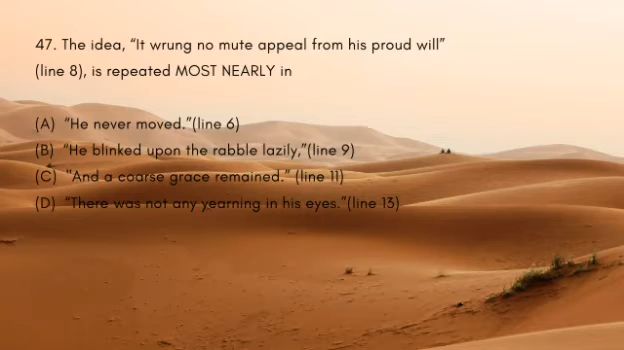 47. The idea, “It wrung no mute appeal from his proud will”
(line 8), is repeated MOST NEARLY in
(A) “He never moved.”(line 6)
(B) “He blinked upon the rabble lazily,”(line 9)
(C) “And a coarse grace remained.” (line 11)
(D) “There was not any yearning in his eyes.”(line 13)